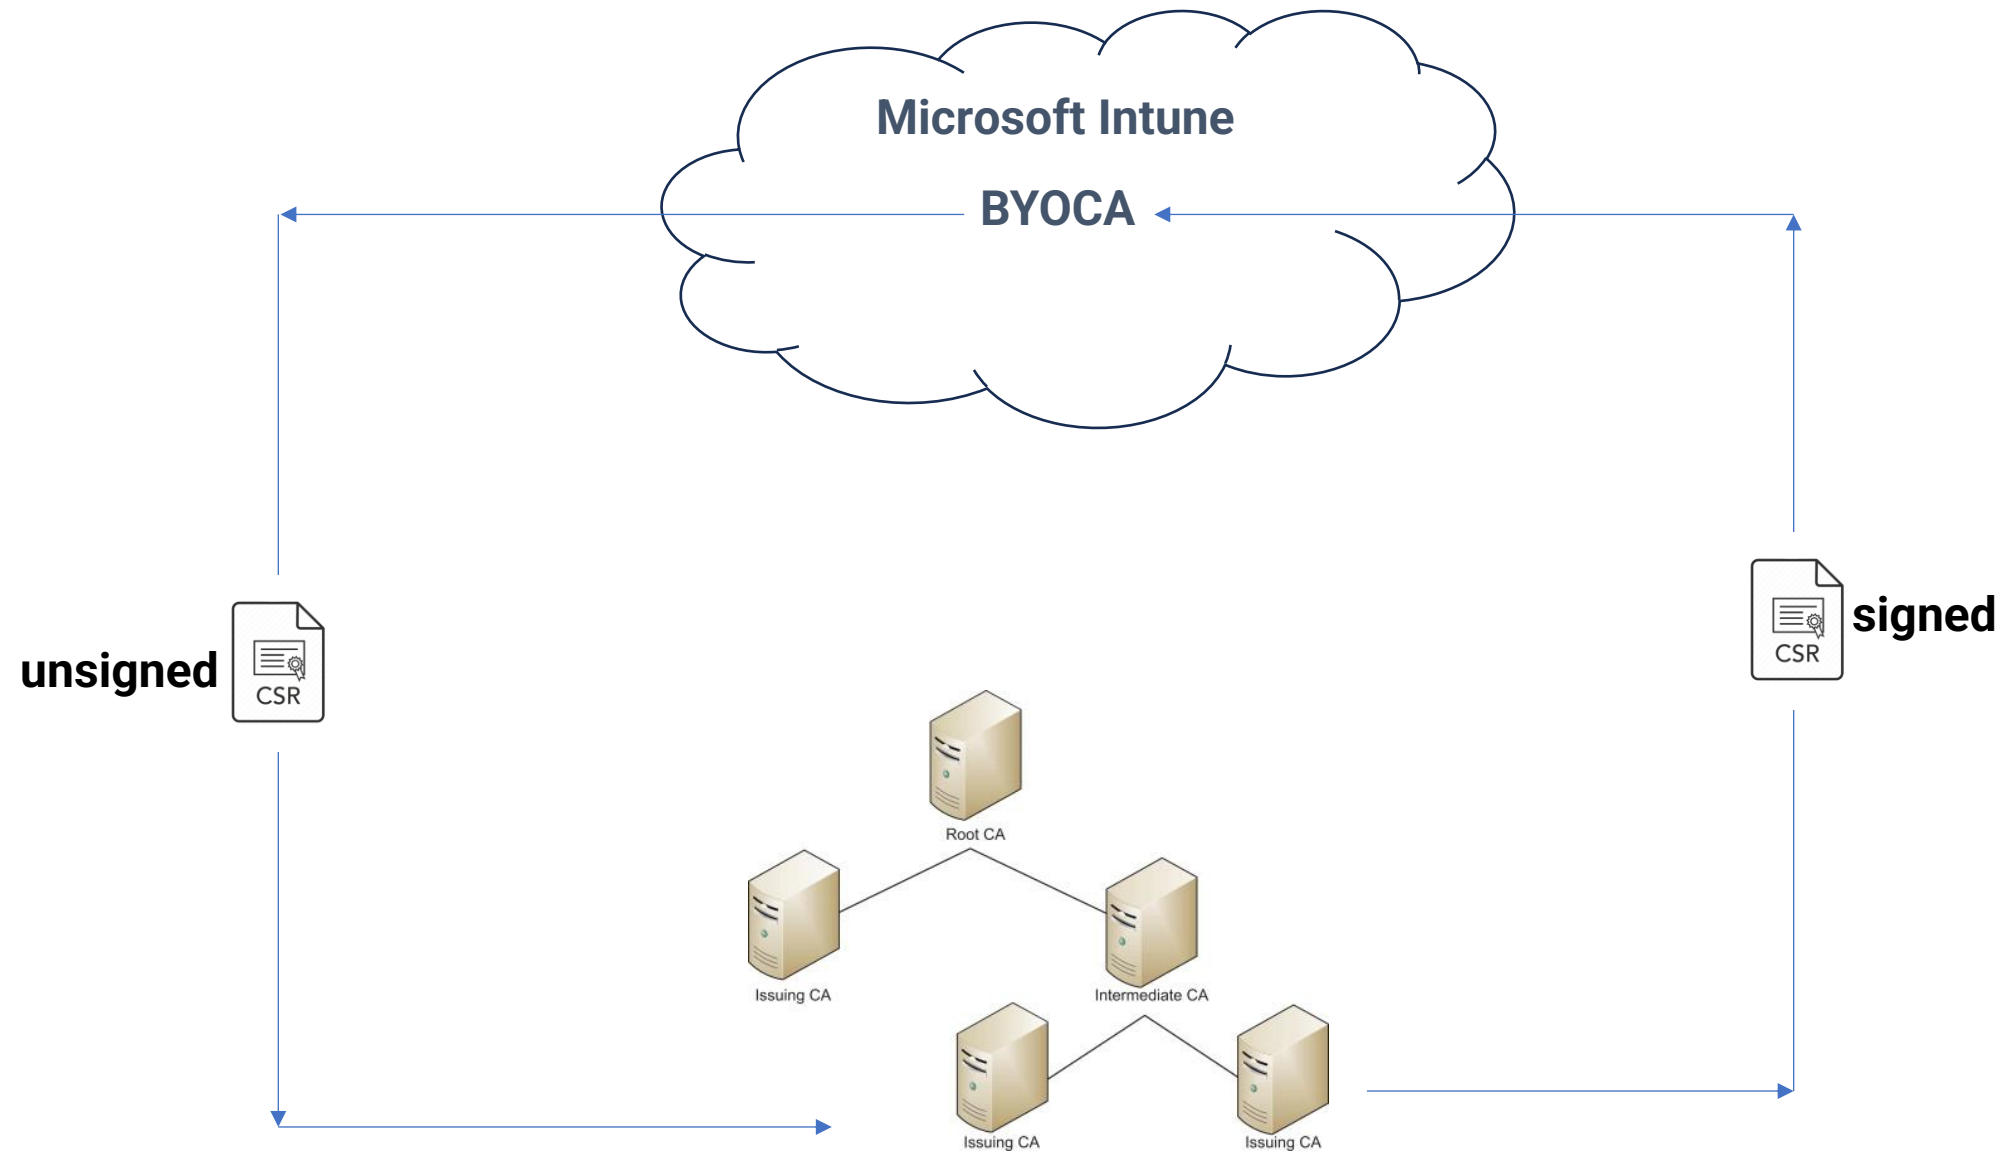 Microsoft Intune
BYOCA
unsigned
CSR
signed
CSR
Root CA
Issuing CA
Intermediate CA
Issuing CA
Issuing CA